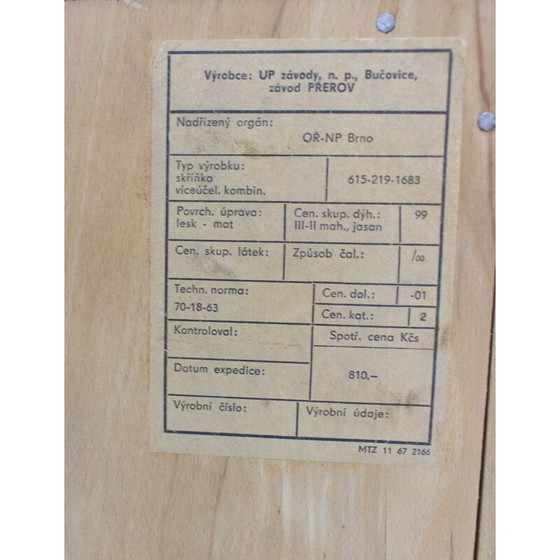 Výrobce: UP závody, n. p., Bučovice,
závod PŘEROV
Nadřízený orgán:
OŘ-NP Brno
Typ výrobku:
skříňka
víceúčel. kombin.
615-219-1683
Povrch. úprava:
lesk - mat
Cen. skup. dýh.:
III-II mah., jasan
99
Cen. skup. látek:
Způsob čal.:
/00
Techn. norma:
70-18-63
Cen. dol.:
-01
Cen. kat.:
2
Kontroloval:
Spotř. cena Kčs
Datum expedice:
810,–
Výrobní číslo:
Výrobní údaje:
MTZ 11 67 2166